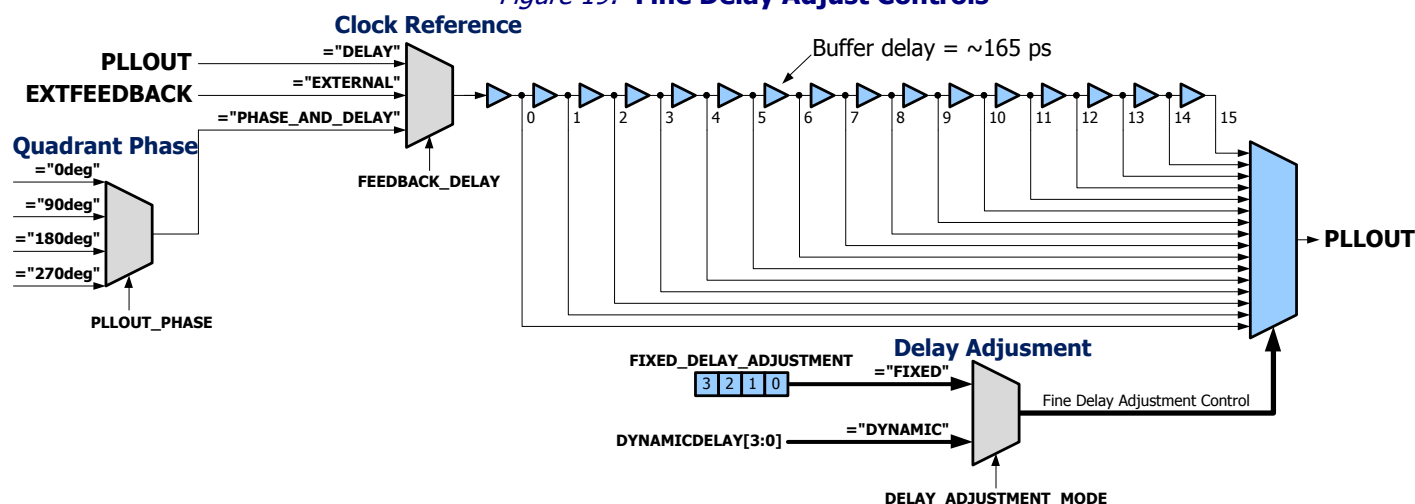 Figure 19: Fine Delay Adjust Controls
Clock Reference
="DELAY"
PLLOUT
="EXTERNAL"
EXTFEEDBACK
="PHASE_AND_DELAY"
Buffer delay = ~165 ps
0 1 2 3 4 5 6 7 8 9 10 11 12 13 14 15
Quadrant Phase
="0deg"
="90deg"
="180deg"
="270deg"
FEEDBACK_DELAY
PLLOUT_PHASE
PLLOUT
Delay Adjusment
FIXED_DELAY_ADJUSTMENT
3 2 1 0
="FIXED"
Fine Delay Adjustment Control
DYNAMICDELAY[3:0]
="DYNAMIC"
DELAY_ADJUSTMENT_MODE